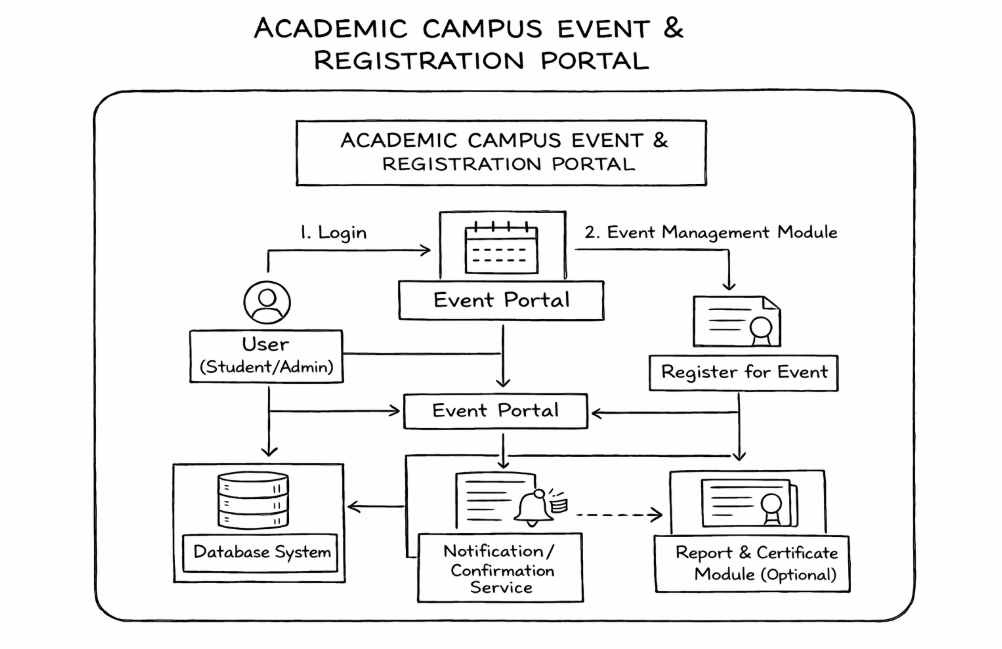 ACADEMIC CAMPUS EVENT &
REGISTRATION PORTAL
ACADEMIC CAMPUS EVENT &
REGISTRATION PORTAL
1. Login
2. Event Management Module
Event Portal
User
(Student/Admin)
Register for Event
Event Portal
Database System
Notification/
Confirmation
Service
Report & Certificate
Module (Optional)